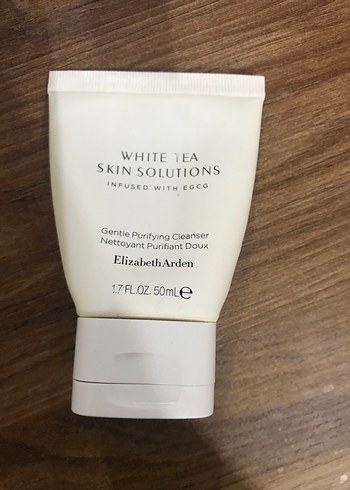 WHITE TEA
SKIN SOLUTIONS
INFUSED WITH EGCG
Gentle Purifying Cleanser
Nettoyant Purifiant Doux
ElizabethArden
1.7 FL.OZ. 50mL℮